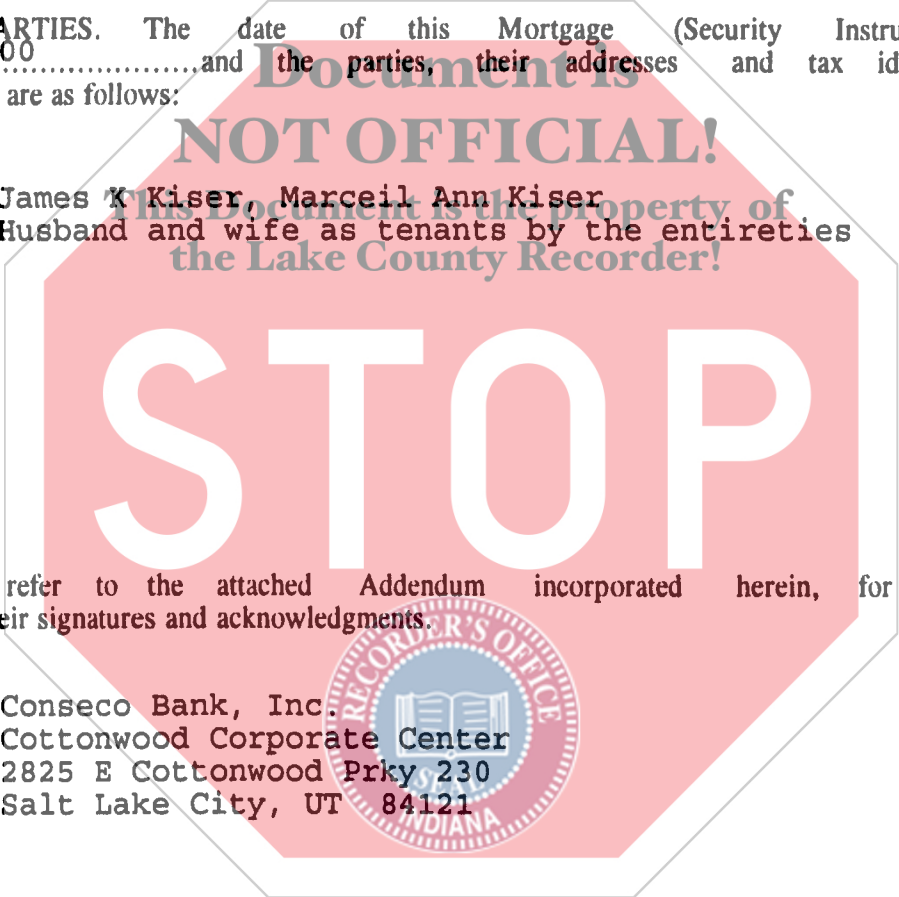 ARTIES. The date of this Mortgage (Security Instru
00 .....................and the parties, their addresses and tax id
are as follows:
Document is
NOT OFFICIAL!
James K Kiser, Marceil Ann Kiser
This Document is the property of
Husband and wife as tenants by the entireties
the Lake County Recorder!
STOP
refer to the attached Addendum incorporated herein, for
eir signatures and acknowledgments.
RECORDER'S OFFICE
Conseco Bank, Inc.
Cottonwood Corporate Center
2825 E Cottonwood Prky 230
SEAL
Salt Lake City, UT 84121
INDIANA